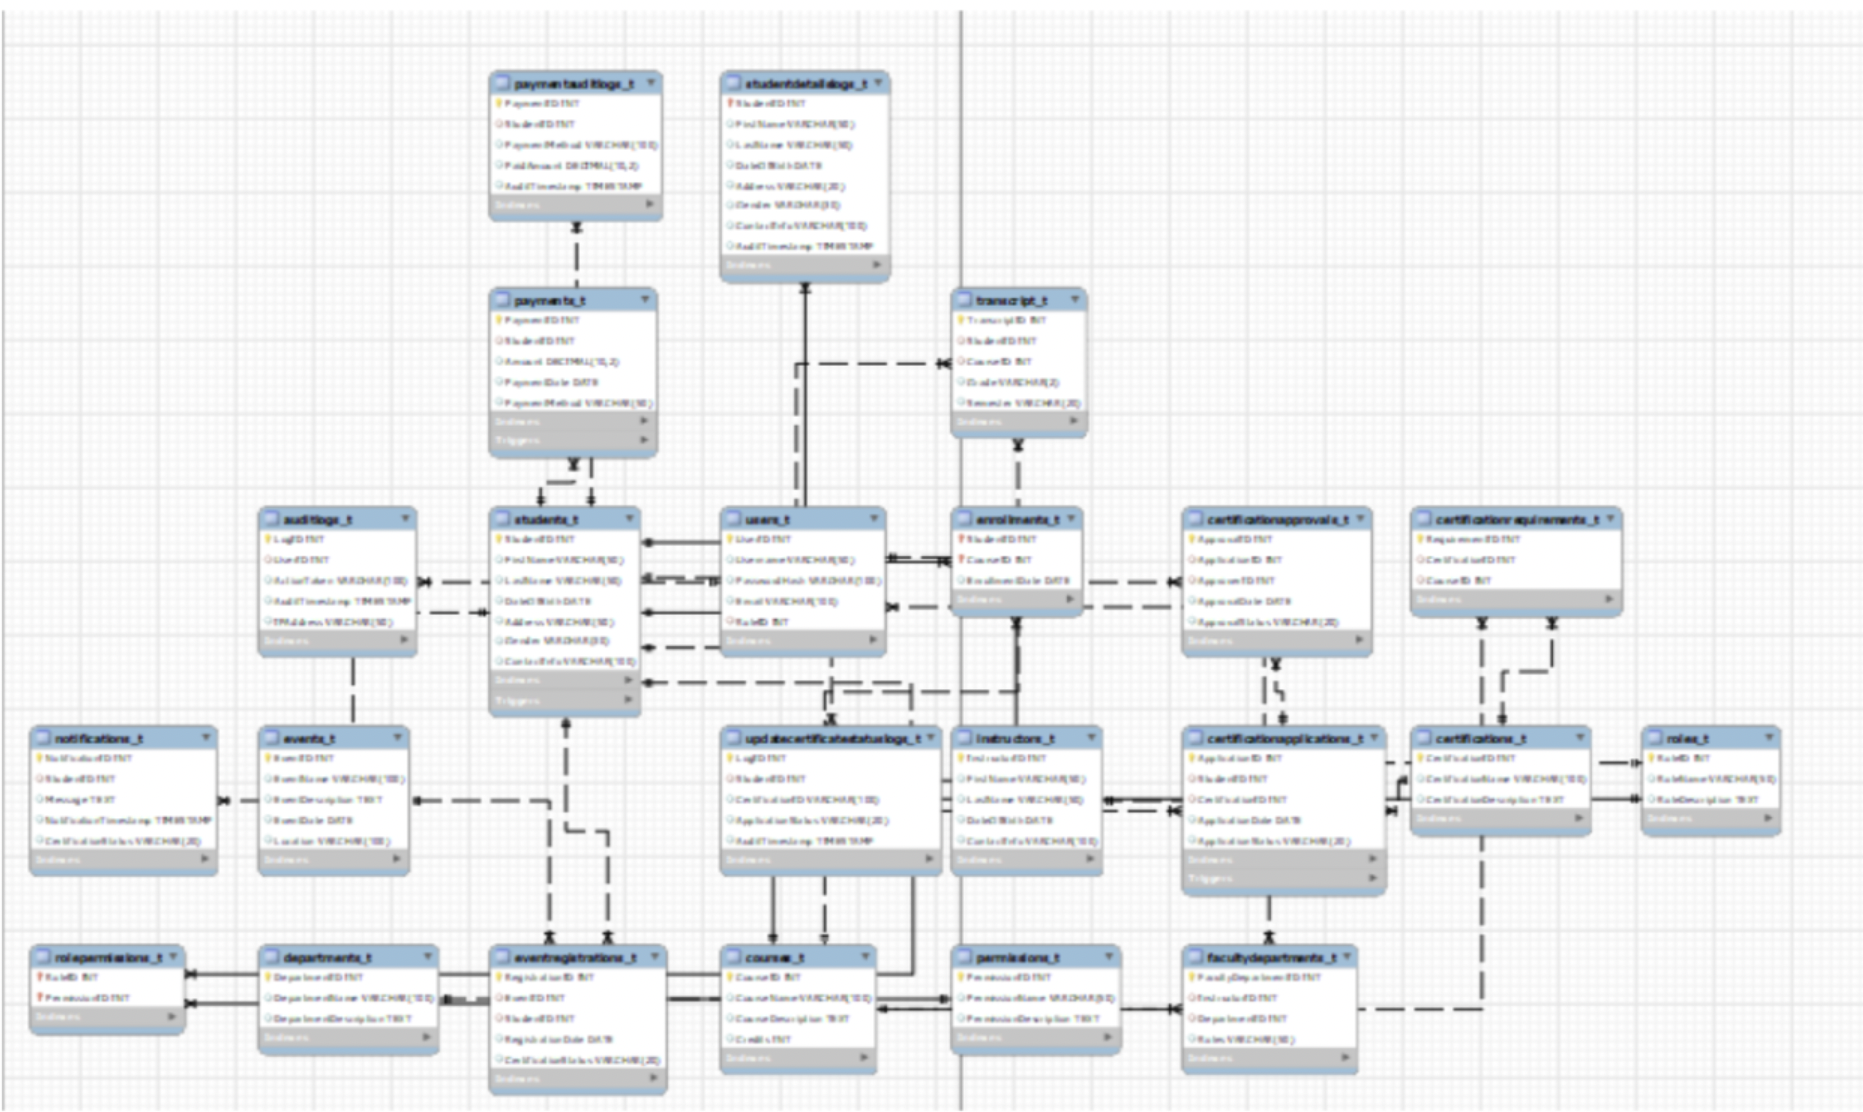 paymentauditlogs_t
PaymentID INT
StudentID INT
PaymentMethod VARCHAR(100)
PaidAmount DECIMAL(10,2)
AuditTimestamp TIMESTAMP
Indexes
studentdetailslogs_t
StudentID INT
FirstName VARCHAR(50)
LastName VARCHAR(50)
DateOfBirth DATE
Address VARCHAR(20)
Gender VARCHAR(10)
ContactInfo VARCHAR(100)
AuditTimestamp TIMESTAMP
Indexes
payments_t
PaymentID INT
StudentID INT
Amount DECIMAL(10,2)
PaymentDate DATE
PaymentMethod VARCHAR(50)
Indexes
Triggers
transcript_t
TranscriptID INT
StudentID INT
CourseID INT
Grade VARCHAR(2)
Semester VARCHAR(20)
Indexes
auditlogs_t
LogID INT
UserID INT
ActionTaken VARCHAR(100)
AuditTimestamp TIMESTAMP
IPAddress VARCHAR(50)
Indexes
students_t
StudentID INT
FirstName VARCHAR(50)
LastName VARCHAR(50)
DateOfBirth DATE
Address VARCHAR(50)
Gender VARCHAR(10)
ContactInfo VARCHAR(100)
Indexes
Triggers
users_t
UserID INT
Username VARCHAR(50)
PasswordHash VARCHAR(100)
Email VARCHAR(100)
RoleID INT
enrollments_t
StudentID INT
CourseID INT
EnrollmentDate DATE
Indexes
certificationapprovals_t
ApprovalID INT
ApplicationID INT
ApproverID INT
ApprovalDate DATE
ApprovalStatus VARCHAR(20)
Indexes
certificationrequirements_t
RequirementID INT
CertificationID INT
CourseID INT
Indexes
notifications_t
NotificationID INT
StudentID INT
Message TEXT
NotificationTimestamp TIMESTAMP
CertificationStatus VARCHAR(20)
Indexes
events_t
EventID INT
EventName VARCHAR(100)
EventDescription TEXT
EventDate DATE
Location VARCHAR(100)
Indexes
updatecertificatestatuslogs_t
LogID INT
StudentID INT
CertificationID VARCHAR(100)
ApplicationStatus VARCHAR(20)
AuditTimestamp TIMESTAMP
Indexes
instructors_t
InstructorID INT
FirstName VARCHAR(50)
LastName VARCHAR(50)
DateOfBirth DATE
ContactInfo VARCHAR(100)
Indexes
certificationapplications_t
ApplicationID INT
StudentID INT
CertificationID INT
ApplicationDate DATE
ApplicationStatus VARCHAR(20)
Indexes
Triggers
certifications_t
CertificationID INT
CertificationName VARCHAR(100)
CertificationDescription TEXT
Indexes
roles_t
RoleID INT
RoleName VARCHAR(50)
RoleDescription TEXT
Indexes
rolepermissions_t
RoleID INT
PermissionID INT
Indexes
departments_t
DepartmentID INT
DepartmentName VARCHAR(100)
DepartmentDescription TEXT
Indexes
eventregistrations_t
RegistrationID INT
EventID INT
StudentID INT
RegistrationDate DATE
CertificationStatus VARCHAR(20)
Indexes
courses_t
CourseID INT
CourseName VARCHAR(100)
CourseDescription TEXT
Credits INT
Indexes
permissions_t
PermissionID INT
PermissionName VARCHAR(50)
PermissionDescription TEXT
Indexes
facultydepartments_t
FacultyDepartmentID INT
InstructorID INT
DepartmentID INT
Roles VARCHAR(50)
Indexes